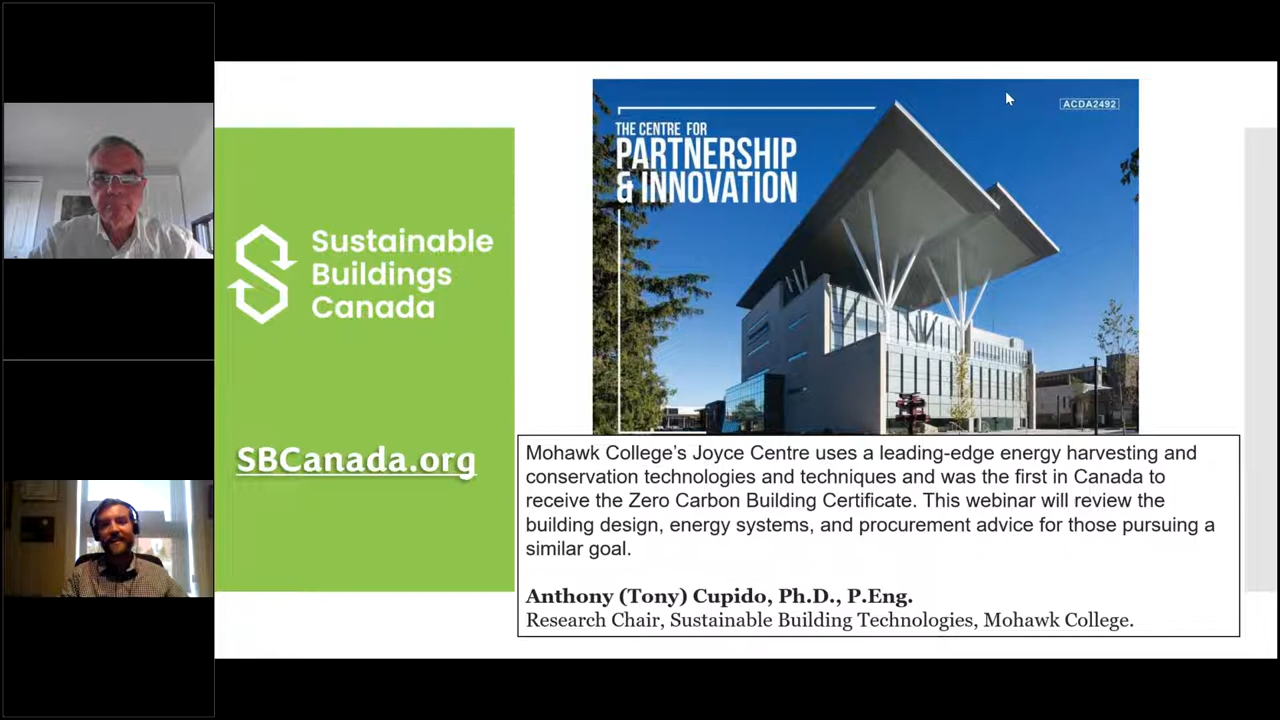 Sustainable
Buildings
Canada
SBCanada.org
THE CENTRE FOR
PARTNERSHIP
& INNOVATION
ACDA2492
Mohawk College’s Joyce Centre uses a leading-edge energy harvesting and
conservation technologies and techniques and was the first in Canada to
receive the Zero Carbon Building Certificate. This webinar will review the
building design, energy systems, and procurement advice for those pursuing a
similar goal.
Anthony (Tony) Cupido, Ph.D., P.Eng.
Research Chair, Sustainable Building Technologies, Mohawk College.